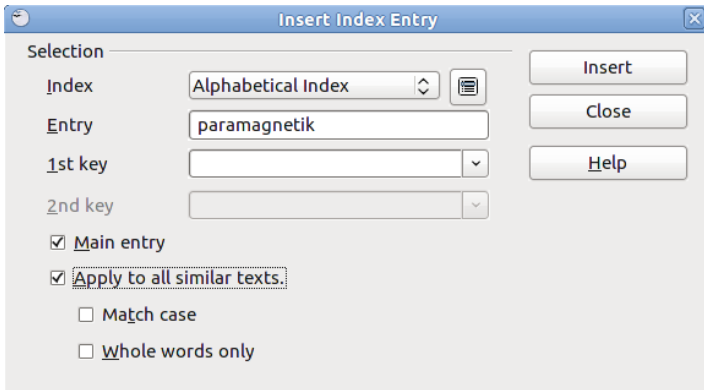 Insert Index Entry
Selection
Index Alphabetical Index
Entry paramagnetik
1st key
2nd key
Main entry
Apply to all similar texts.
Match case
Whole words only
Insert
Close
Help